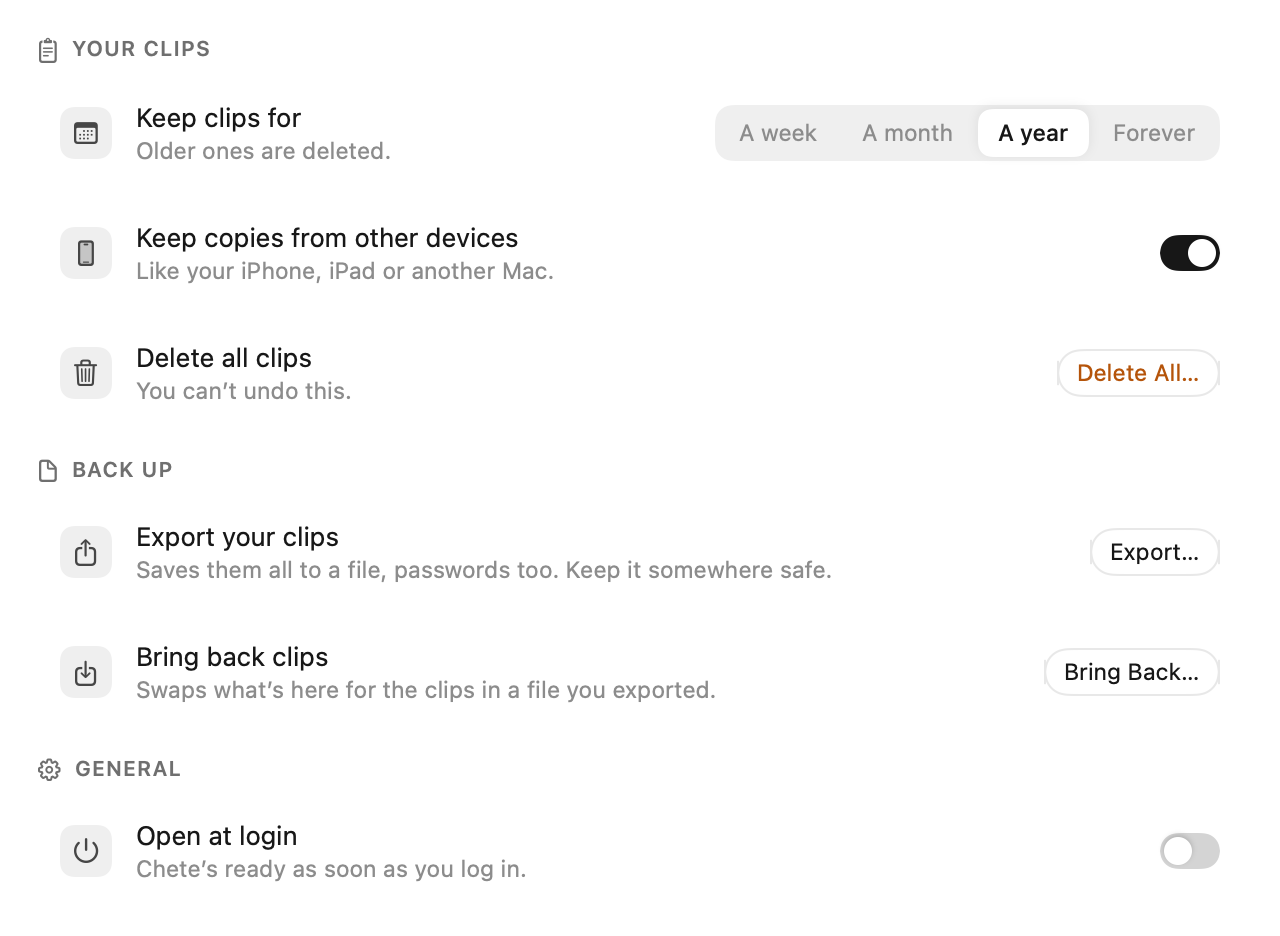 YOUR CLIPS
Keep clips for
Older ones are deleted.
A week A month A year Forever
Keep copies from other devices
Like your iPhone, iPad or another Mac.
Delete all clips
You can’t undo this.
Delete All...
BACK UP
Export your clips
Saves them all to a file, passwords too. Keep it somewhere safe.
Export...
Bring back clips
Swaps what’s here for the clips in a file you exported.
Bring Back...
GENERAL
Open at login
Chete’s ready as soon as you log in.